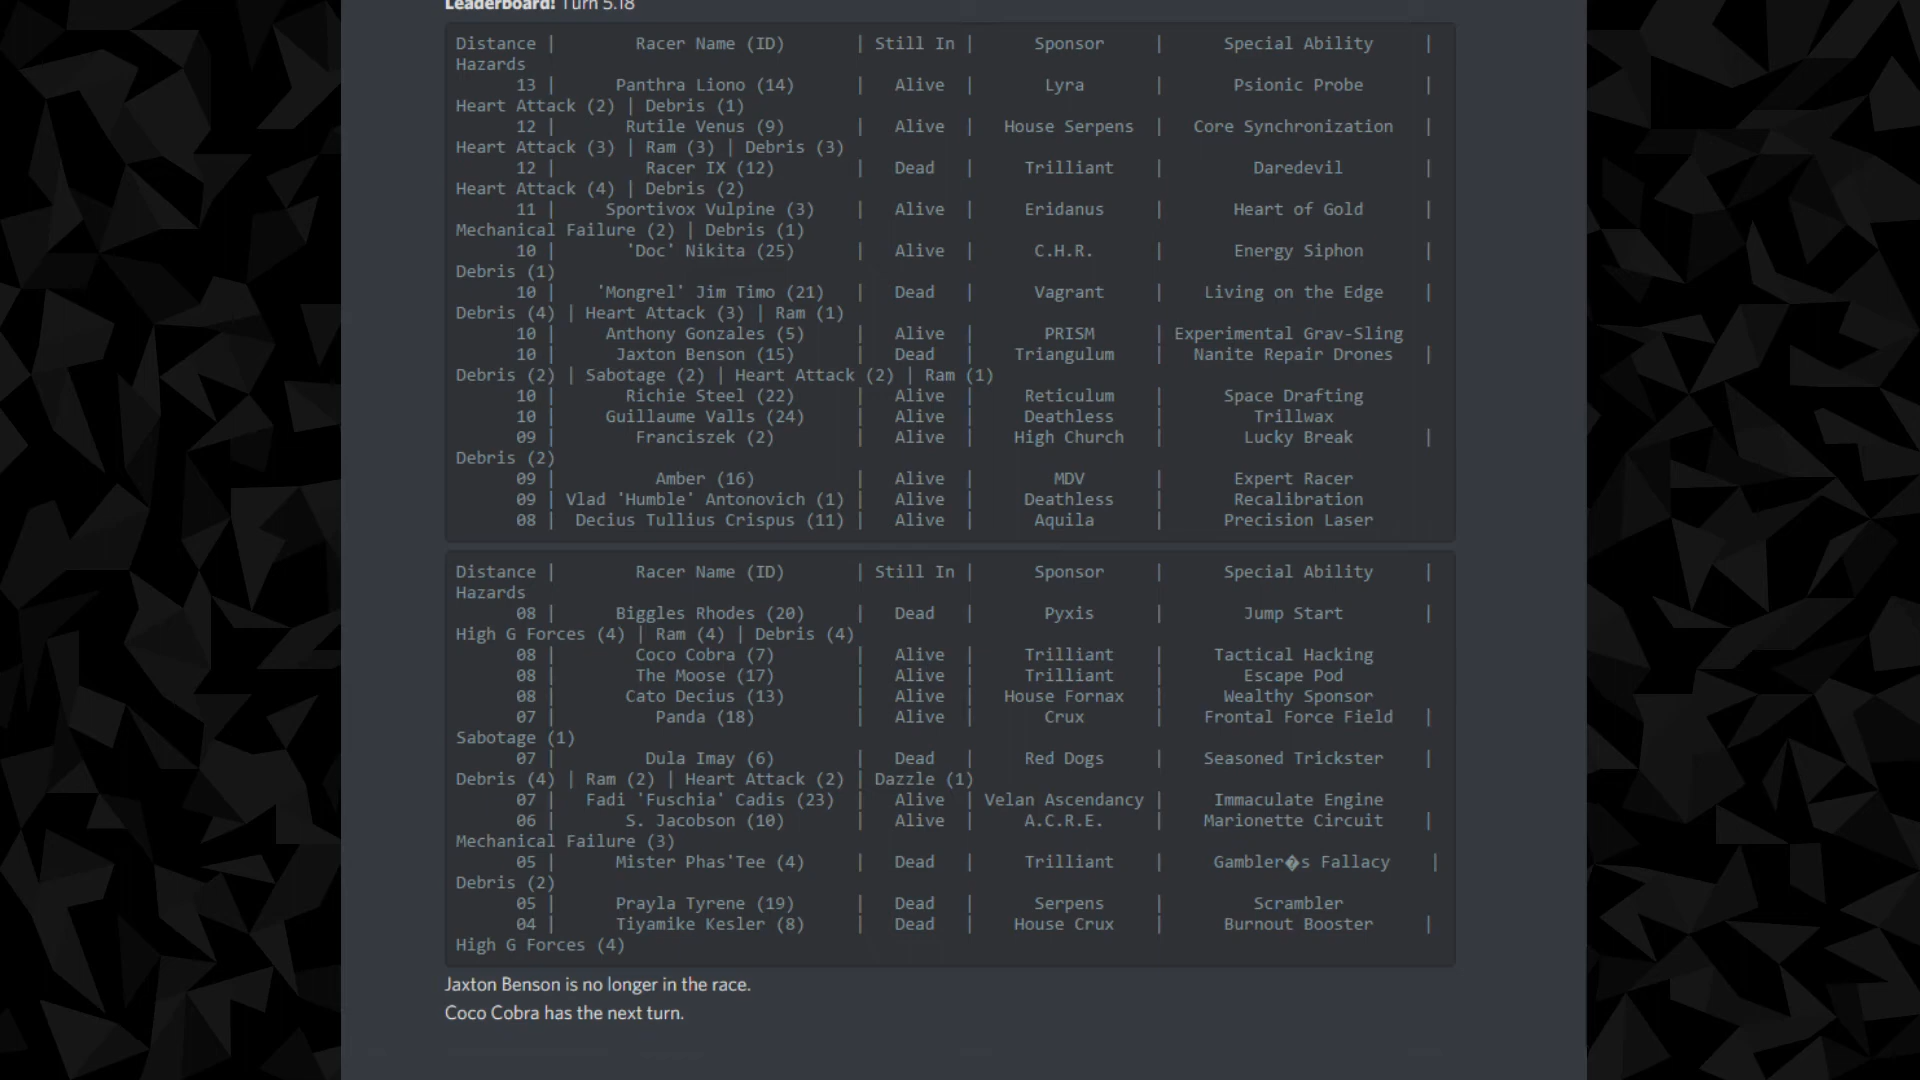 Leaderboard! Turn 5.18
Distance | Racer Name (ID) | Still In | Sponsor | Special Ability |
Hazards
13 | Panthra Liono (14) | Alive | Lyra | Psionic Probe |
Heart Attack (2) | Debris (1)
12 | Rutile Venus (9) | Alive | House Serpens | Core Synchronization |
Heart Attack (3) | Ram (3) | Debris (3)
12 | Racer IX (12) | Dead | Trilliant | Daredevil |
Heart Attack (4) | Debris (2)
11 | Sportivox Vulpine (3) | Alive | Eridanus | Heart of Gold |
Mechanical Failure (2) | Debris (1)
10 | 'Doc' Nikita (25) | Alive | C.H.R. | Energy Siphon |
Debris (1)
10 | 'Mongrel' Jim Timo (21) | Dead | Vagrant | Living on the Edge |
Debris (4) | Heart Attack (3) | Ram (1)
10 | Anthony Gonzales (5) | Alive | PRISM | Experimental Grav-Sling
10 | Jaxton Benson (15) | Dead | Triangulum | Nanite Repair Drones |
Debris (2) | Sabotage (2) | Heart Attack (2) | Ram (1)
10 | Richie Steel (22) | Alive | Reticulum | Space Drafting
10 | Guillaume Valls (24) | Alive | Deathless | Trillwax
09 | Franciszek (2) | Alive | High Church | Lucky Break |
Debris (2)
09 | Amber (16) | Alive | MDV | Expert Racer
09 | Vlad 'Humble' Antonovich (1) | Alive | Deathless | Recalibration
08 | Decius Tullius Crispus (11) | Alive | Aquila | Precision Laser
Distance | Racer Name (ID) | Still In | Sponsor | Special Ability |
Hazards
08 | Biggles Rhodes (20) | Dead | Pyxis | Jump Start |
High G Forces (4) | Ram (4) | Debris (4)
08 | Coco Cobra (7) | Alive | Trilliant | Tactical Hacking
08 | The Moose (17) | Alive | Trilliant | Escape Pod
08 | Cato Decius (13) | Alive | House Fornax | Wealthy Sponsor
07 | Panda (18) | Alive | Crux | Frontal Force Field |
Sabotage (1)
07 | Dula Imay (6) | Dead | Red Dogs | Seasoned Trickster |
Debris (4) | Ram (2) | Heart Attack (2) | Dazzle (1)
07 | Fadi 'Fuschia' Cadis (23) | Alive | Velan Ascendancy | Immaculate Engine
06 | S. Jacobson (10) | Alive | A.C.R.E. | Marionette Circuit |
Mechanical Failure (3)
05 | Mister Phas'Tee (4) | Dead | Trilliant | Gambler�s Fallacy |
Debris (2)
05 | Prayla Tyrene (19) | Dead | Serpens | Scrambler
04 | Tiyamike Kesler (8) | Dead | House Crux | Burnout Booster |
High G Forces (4)
Jaxton Benson is no longer in the race.
Coco Cobra has the next turn.